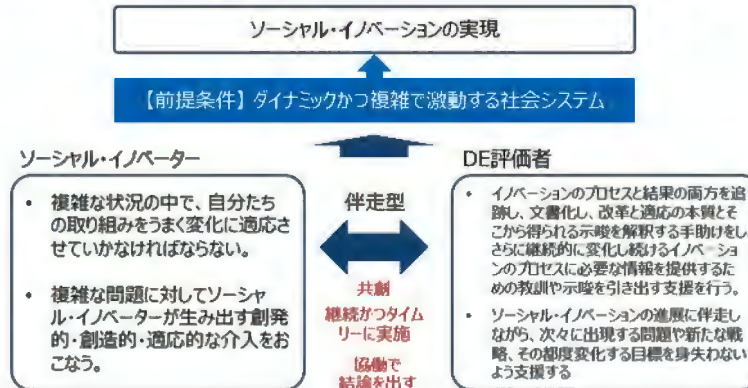 ソーシャル・イノベーションの実現
【前提条件】ダイナミックかつ複雑で激動する社会システム
ソーシャル・イノベーター
• 複雑な状況の中で、自分たち
の取り組みをうまく変化に適応さ
せていかなければならない。
• 複雑な問題に対してソーシャ
ル・イノベーターが生み出す創発
的・創造的・適応的な介入をお
こなう。
伴走型
共創
継続かつタイム
リーに実施
協働で
結論を出す
DE評価者
• イノベーションのプロセスと結果の両方を追
跡し、文書化し、改革と適応の本質とそ
こから得られる示唆を解釈する手助けをし
さらに継続的に変化し続けるイノベーショ
ンのプロセスに必要な情報を提供するた
めの教訓や示唆を引き出す支援を行う。
• ソーシャル・イノベーションの進展に伴走し
ながら、次々に出現する問題や新たな戦
略、その都度変化する目標を見失わない
よう支援する